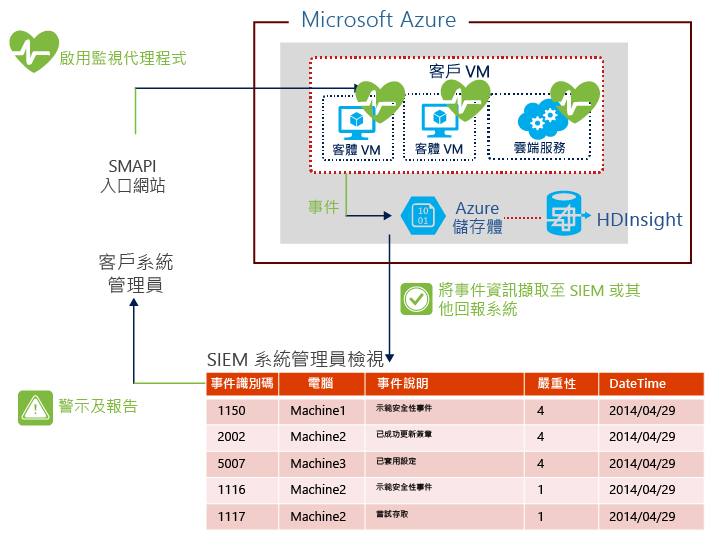 Microsoft Azure
啟用監視代理程式
客戶 VM
客體 VM
客體 VM
雲端服務
SMAPI
入口網站
事件
10
01
Azure
儲存體
HDInsight
客戶系統
管理員
將事件資訊擷取至 SIEM 或其
他回報系統
SIEM 系統管理員檢視
警示及報告
事件識別碼 電腦 事件說明 嚴重性 DateTime
1150 Machine1 示範安全性事件 4 2014/04/29
2002 Machine2 已成功更新簽章 4 2014/04/29
5007 Machine3 已套用設定 4 2014/04/29
1116 Machine2 示範安全性事件 1 2014/04/29
1117 Machine2 嘗試存取 1 2014/04/29